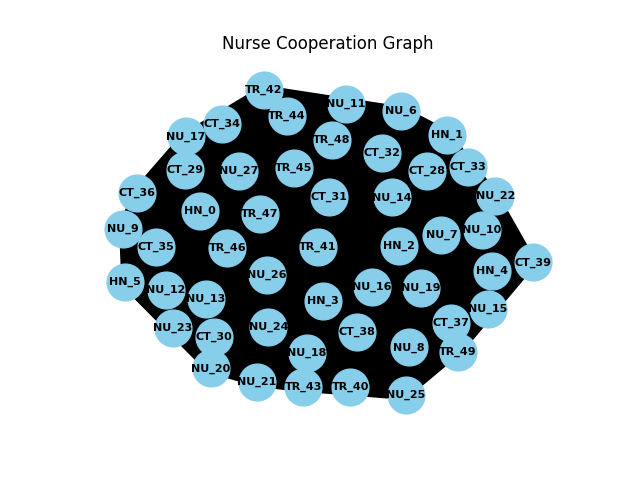 Nurse Cooperation Graph
TR_42
NU_11
NU_6
TR_44
CT_34
HN_1
NU_17
TR_48
CT_32
CT_33
TR_45
CT_29
NU_27
CT_28
CT_36
NU_22
CT_31
NU_14
HN_0
TR_47
NU_9
NU_10
NU_7
CT_35
TR_46
TR_41
HN_2
CT_39
HN_4
NU_26
HN_5
NU_12
NU_16
NU_19
NU_13
HN_3
NU_15
CT_37
NU_23
NU_24
CT_38
CT_30
NU_8
NU_18
TR_49
NU_20
NU_21
TR_43
TR_40
NU_25